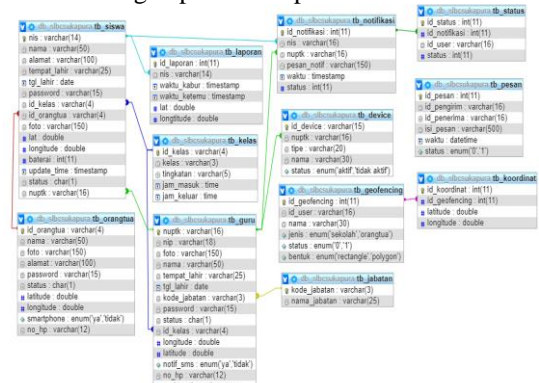 db_slbcsukapura tb_siswa
nis : varchar(14)
nama : varchar(50)
alamat : varchar(100)
tempat_lahir : varchar(25)
tgl_lahir : date
password : varchar(15)
id_kelas : varchar(4)
id_orangtua : varchar(4)
foto : varchar(150)
lat : double
longitude : double
baterai : int(11)
update_time : timestamp
status : char(1)
nuptk : varchar(16)
db_slbcsukapura tb_orangtua
id_orangtua : varchar(4)
nama : varchar(50)
foto : varchar(150)
alamat : varchar(100)
password : varchar(15)
status : char(1)
latitude : double
longitude : double
smartphone : enum('ya','tidak')
no_hp : varchar(12)
db_slbcsukapura tb_laporan
id_laporan : int(11)
nis : varchar(14)
waktu_kabur : timestamp
waktu_ketemu : timestamp
lat : double
longtitude : double
db_slbcsukapura tb_kelas
id_kelas : varchar(4)
kelas : varchar(3)
tingkatan : varchar(5)
jam_masuk : time
jam_keluar : time
db_slbcsukapura tb_guru
nuptk : varchar(16)
nip : varchar(18)
foto : varchar(150)
nama : varchar(50)
tempat_lahir : varchar(25)
tgl_lahir : date
kode_jabatan : varchar(3)
password : varchar(15)
status : char(1)
id_kelas : varchar(4)
longitude : double
latitude : double
notif_sms : enum('ya','tidak')
no_hp : varchar(12)
db_slbcsukapura tb_notifikasi
id_notifikasi : int(11)
nis : varchar(16)
nuptk : varchar(16)
pesan_notif : varchar(150)
waktu : timestamp
status : int(11)
db_slbcsukapura tb_device
id_device : varchar(15)
nuptk : varchar(16)
tipe : varchar(20)
nama : varchar(30)
status : enum('aktif','tidak aktif')
db_slbcsukapura tb_geofencing
id_geofencing : int(11)
id_user : varchar(16)
nama : varchar(30)
jenis : enum('sekolah','orangtua')
status : enum('0','1')
bentuk : enum('rectangle','polygon')
db_slbcsukapura tb_jabatan
kode_jabatan : varchar(3)
nama_jabatan : varchar(25)
db_slbcsukapura tb_status
id_status : int(11)
id_notifikasi : int(11)
id_user : varchar(16)
status : int(11)
db_slbcsukapura tb_pesan
id_pesan : int(11)
id_pengirim : varchar(16)
id_penerima : varchar(16)
isi_pesan : varchar(500)
waktu : datetime
status : enum('0','1')
db_slbcsukapura tb_koordinat
id_koordinat : int(11)
id_geofencing : int(11)
latitude : double
longitude : double